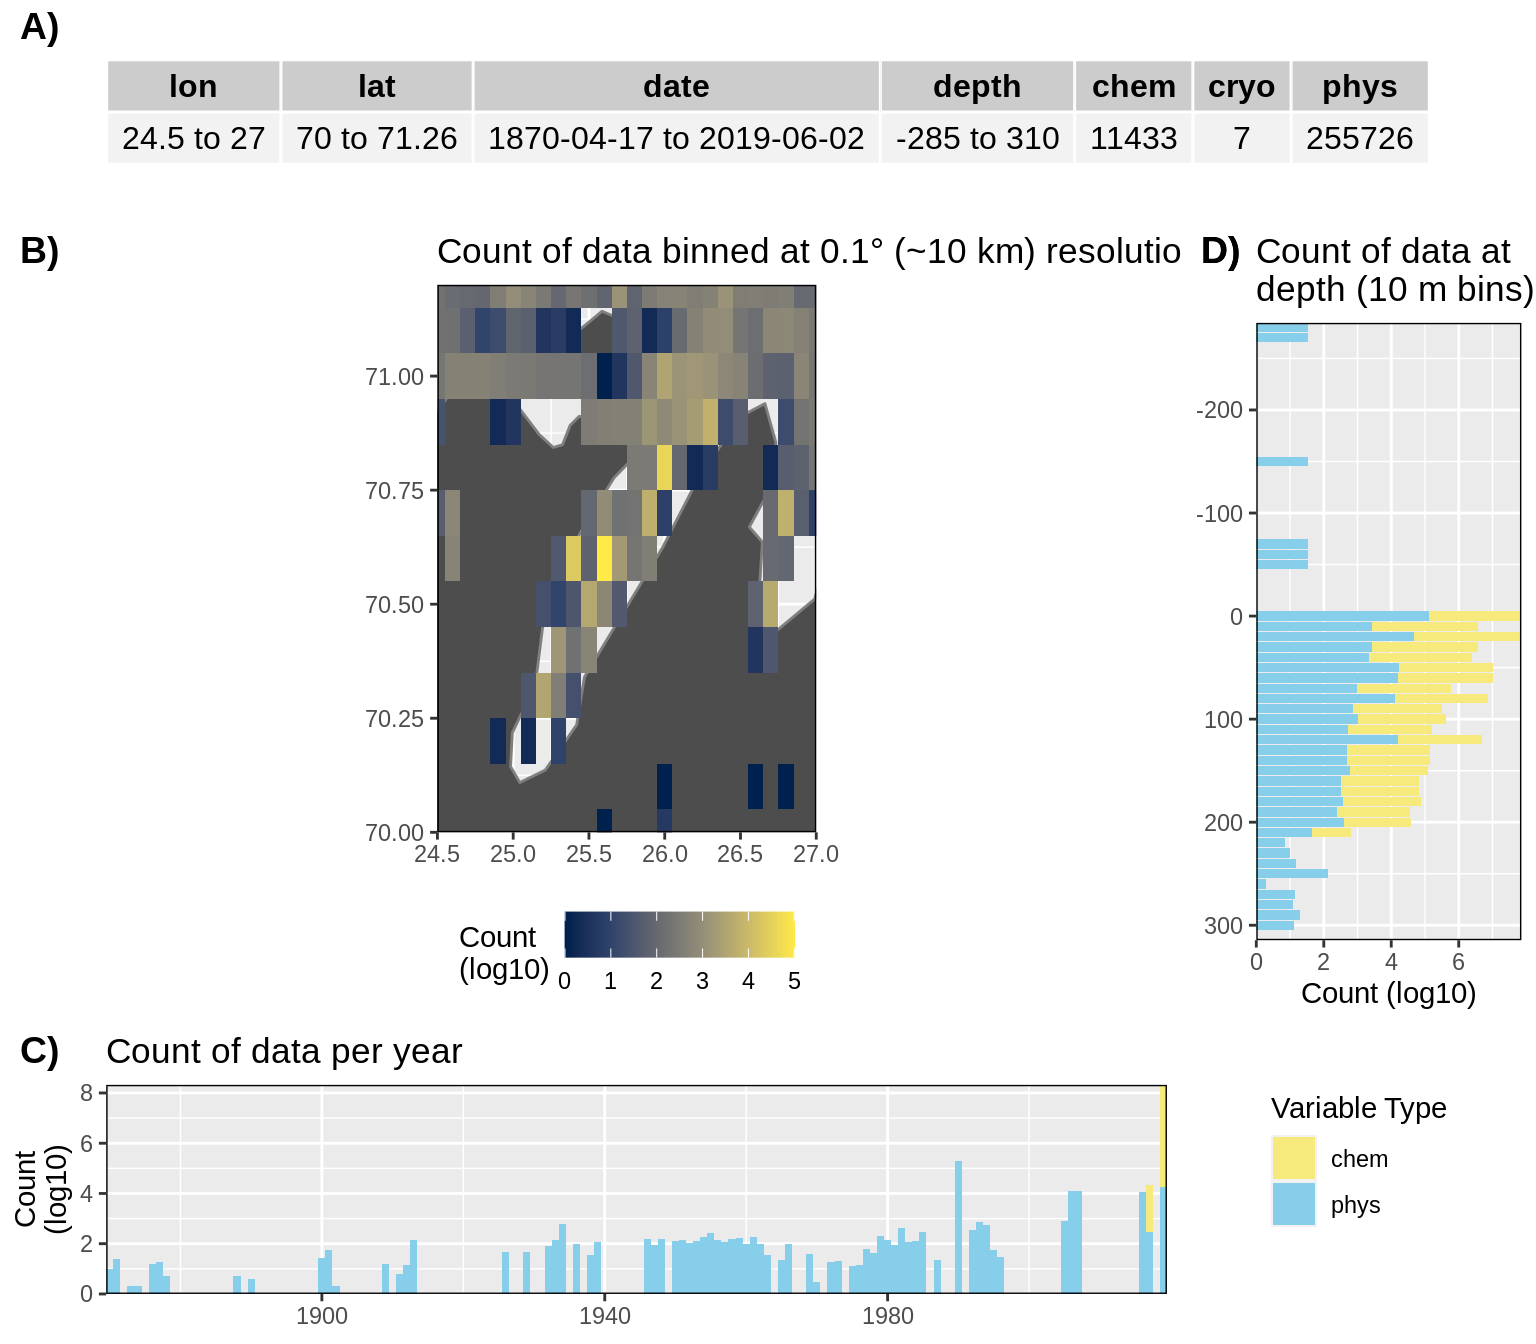 A)
lon lat date depth chem cryo phys
24.5 to 27 70 to 71.26 1870-04-17 to 2019-06-02 -285 to 310 11433 7 255726
B)
Count of data binned at 0.1° (~10 km) resolutio
71.00
70.75
70.50
70.25
70.00
24.5 25.0 25.5 26.0 26.5 27.0
Count
(log10)
0 1 2 3 4 5
D)
Count of data at
depth (10 m bins)
-200
-100
0
100
200
300
0 2 4 6
Count (log10)
C)
Count of data per year
Count
(log10)
8
6
4
2
0
1900 1940 1980
Variable Type
chem
phys